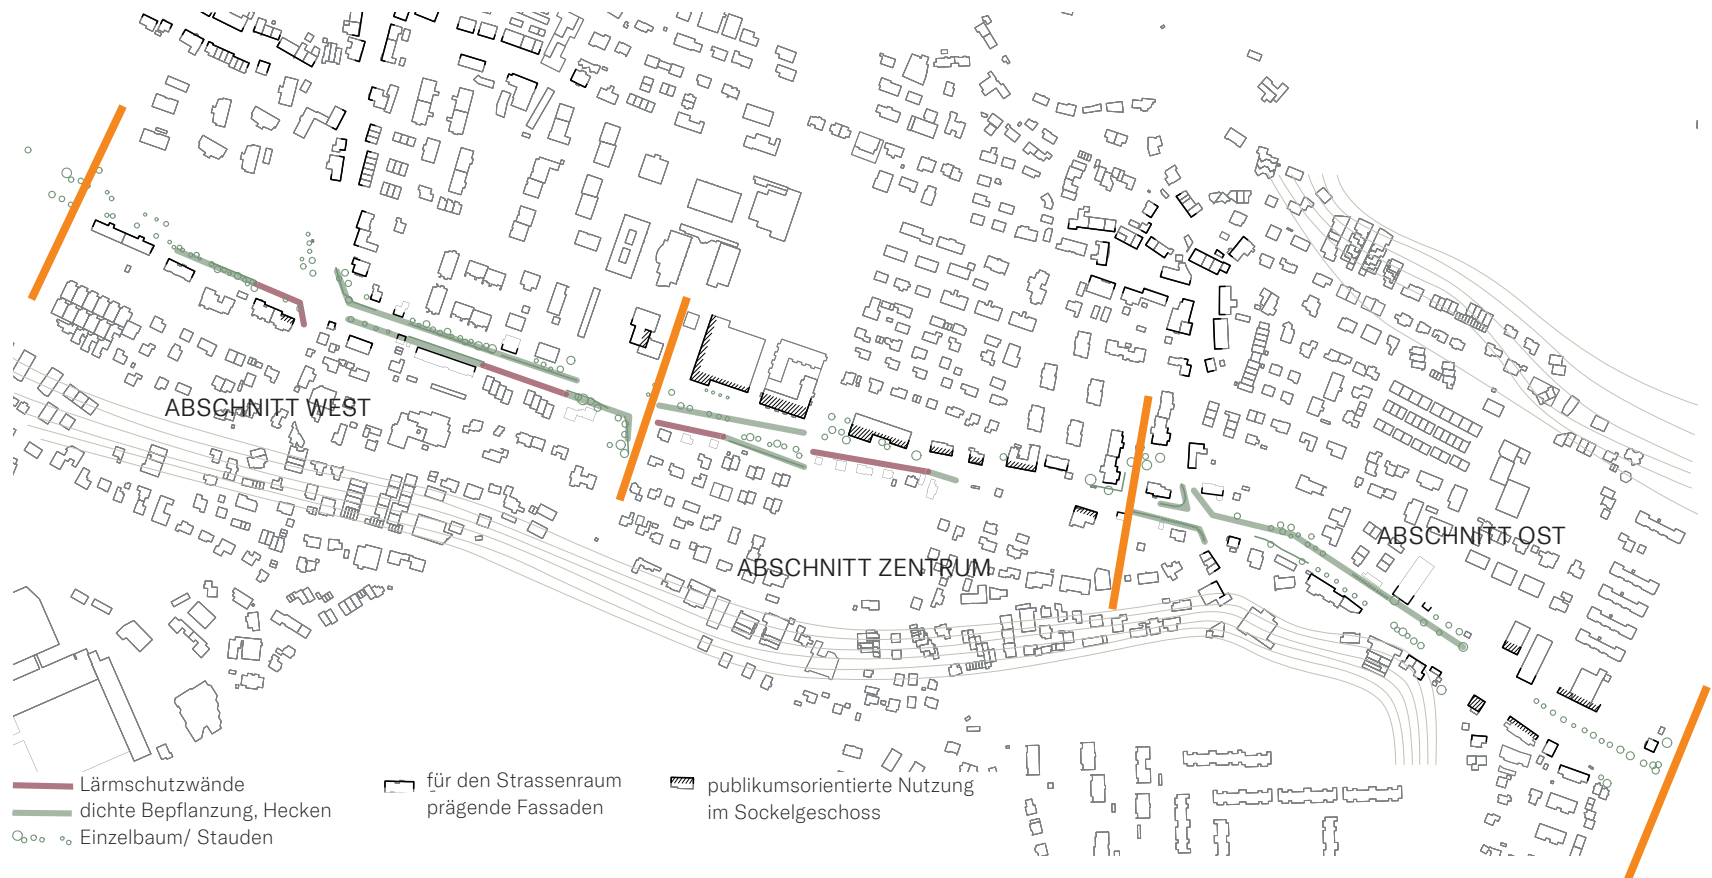 ABSCHNITT WEST
ABSCHNITT ZENTRUM
ABSCHNITT OST
Lärmschutzwände
dichte Bepflanzung, Hecken
Einzelbaum/ Stauden
für den Strassenraum
prägende Fassaden
publikumsorientierte Nutzung
im Sockelgeschoss